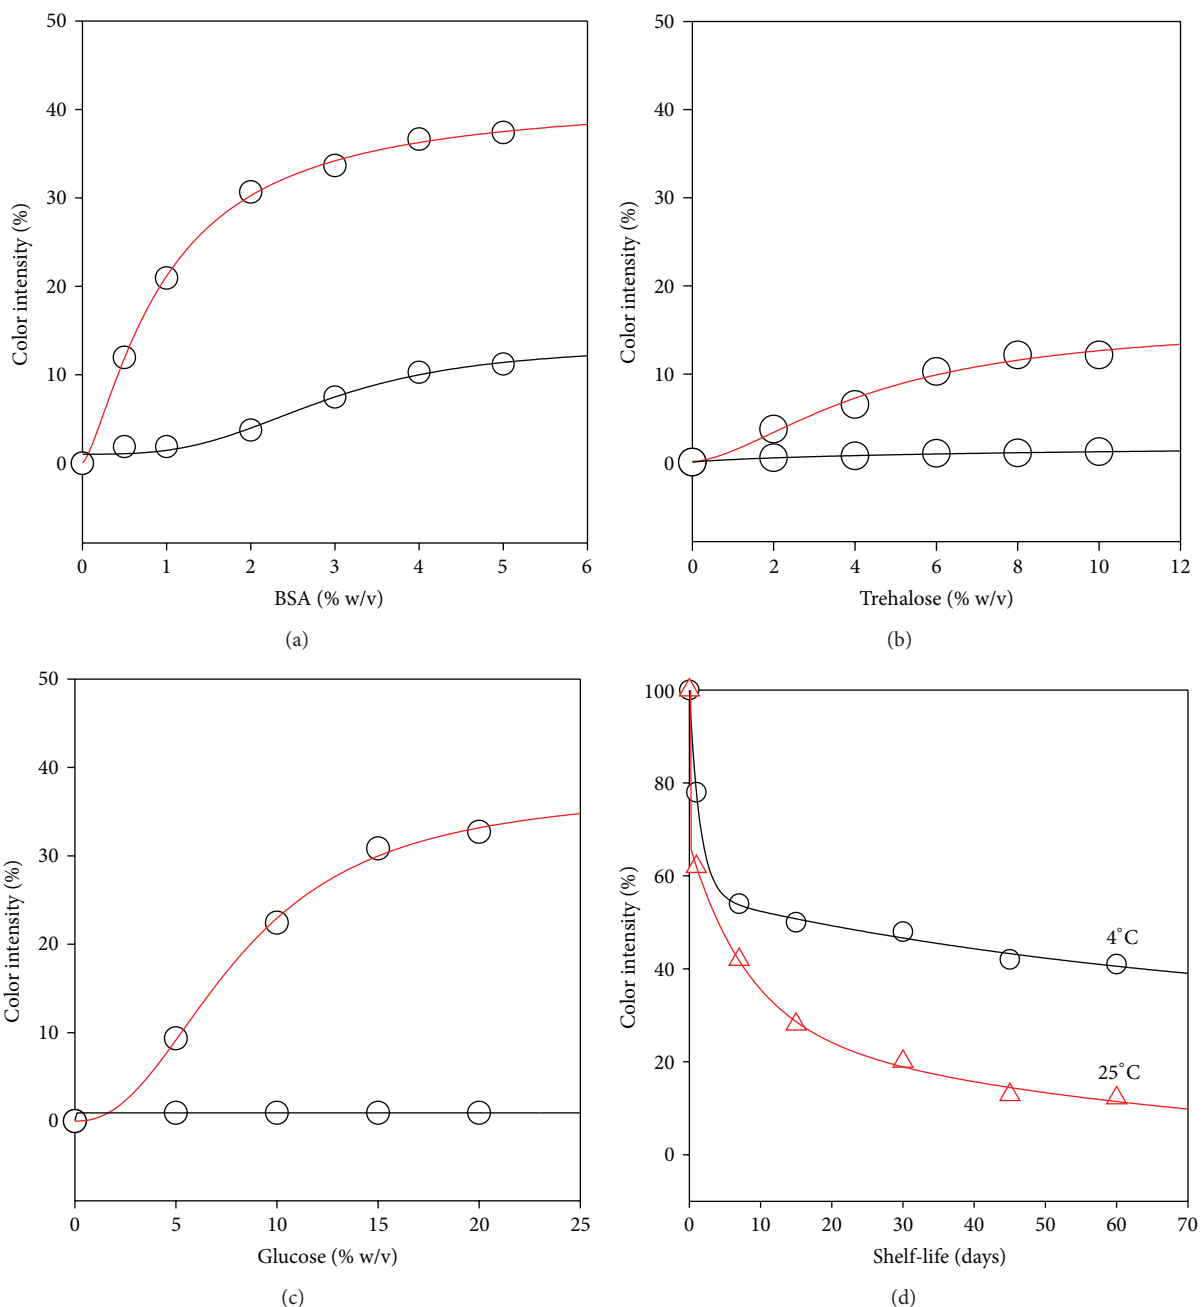 50
40
30
20
10
0
Color intensity (%)
0 1 2 3 4 5 6
BSA (% w/v)
(a)
50
40
30
20
10
0
Color intensity (%)
0 2 4 6 8 10 12
Trehalose (% w/v)
(b)
50
40
30
20
10
0
Color intensity (%)
0 5 10 15 20 25
Glucose (% w/v)
(c)
100
80
60
40
20
0
Color intensity (%)
4°C
25°C
0 10 20 30 40 50 60 70
Shelf-life (days)
(d)